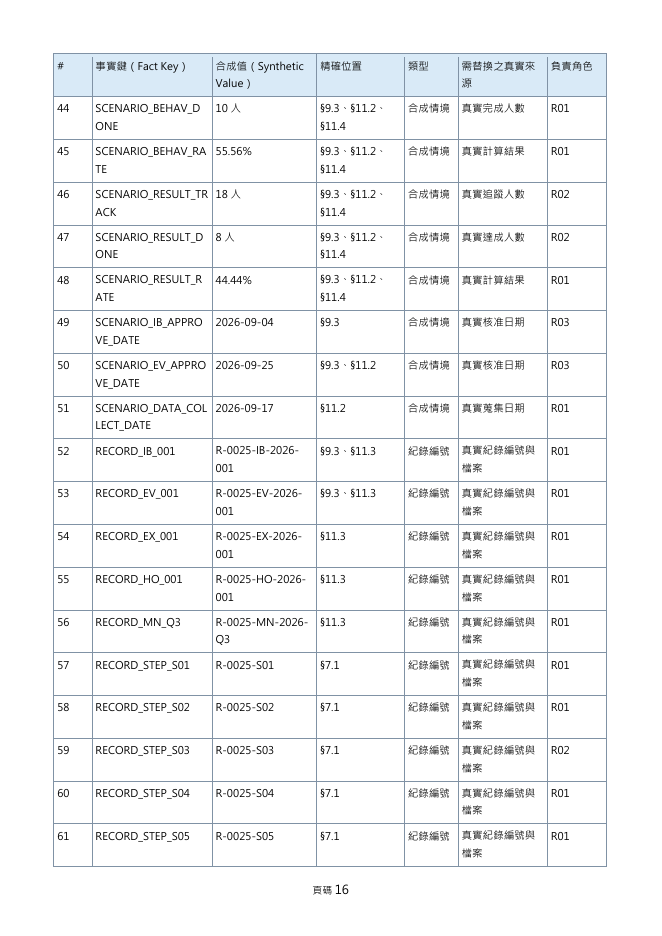 # 事實鍵（Fact Key） 合成值（Synthetic Value） 精確位置 類型 需替換之真實來源 負責角色
44 SCENARIO_BEHAV_DONE 10 人 §9.3、§11.2、§11.4 合成情境 真實完成人數 R01
45 SCENARIO_BEHAV_RATE 55.56% §9.3、§11.2、§11.4 合成情境 真實計算結果 R01
46 SCENARIO_RESULT_TRACK 18 人 §9.3、§11.2、§11.4 合成情境 真實追蹤人數 R02
47 SCENARIO_RESULT_DONE 8 人 §9.3、§11.2、§11.4 合成情境 真實達成人數 R02
48 SCENARIO_RESULT_RATE 44.44% §9.3、§11.2、§11.4 合成情境 真實計算結果 R01
49 SCENARIO_IB_APPROVE_DATE 2026-09-04 §9.3 合成情境 真實核准日期 R03
50 SCENARIO_EV_APPROVE_DATE 2026-09-25 §9.3、§11.2 合成情境 真實核准日期 R03
51 SCENARIO_DATA_COLLECT_DATE 2026-09-17 §11.2 合成情境 真實蒐集日期 R01
52 RECORD_IB_001 R-0025-IB-2026-001 §9.3、§11.3 紀錄編號 真實紀錄編號與檔案 R01
53 RECORD_EV_001 R-0025-EV-2026-001 §9.3、§11.3 紀錄編號 真實紀錄編號與檔案 R01
54 RECORD_EX_001 R-0025-EX-2026-001 §11.3 紀錄編號 真實紀錄編號與檔案 R01
55 RECORD_HO_001 R-0025-HO-2026-001 §11.3 紀錄編號 真實紀錄編號與檔案 R01
56 RECORD_MN_Q3 R-0025-MN-2026-Q3 §11.3 紀錄編號 真實紀錄編號與檔案 R01
57 RECORD_STEP_S01 R-0025-S01 §7.1 紀錄編號 真實紀錄編號與檔案 R01
58 RECORD_STEP_S02 R-0025-S02 §7.1 紀錄編號 真實紀錄編號與檔案 R01
59 RECORD_STEP_S03 R-0025-S03 §7.1 紀錄編號 真實紀錄編號與檔案 R02
60 RECORD_STEP_S04 R-0025-S04 §7.1 紀錄編號 真實紀錄編號與檔案 R01
61 RECORD_STEP_S05 R-0025-S05 §7.1 紀錄編號 真實紀錄編號與檔案 R01
頁碼 16